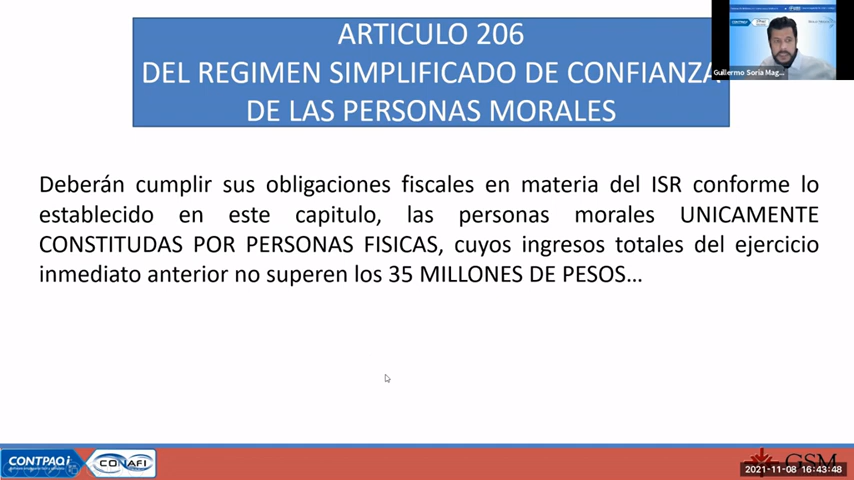 ARTICULO 206
DEL REGIMEN SIMPLIFICADO DE CONFIANZA
DE LAS PERSONAS MORALES
Guillermo Soria Mag...
Deberán cumplir sus obligaciones fiscales en materia del ISR conforme lo
establecido en este capitulo, las personas morales UNICAMENTE
CONSTITUDAS POR PERSONAS FISICAS, cuyos ingresos totales del ejercicio
inmediato anterior no superen los 35 MILLONES DE PESOS…
CONTPAQi
CONAFI
GSM
2021-11-08 16:43:48